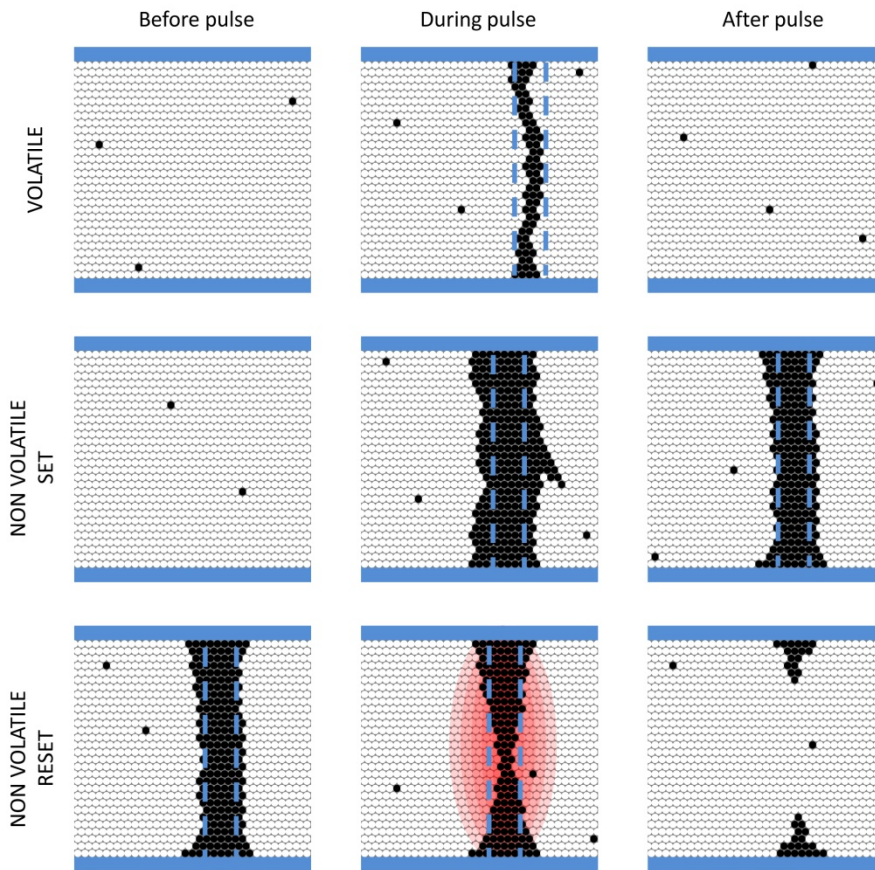 Before pulse
During pulse
After pulse
VOLATILE
NON VOLATILE
SET
NON VOLATILE
RESET